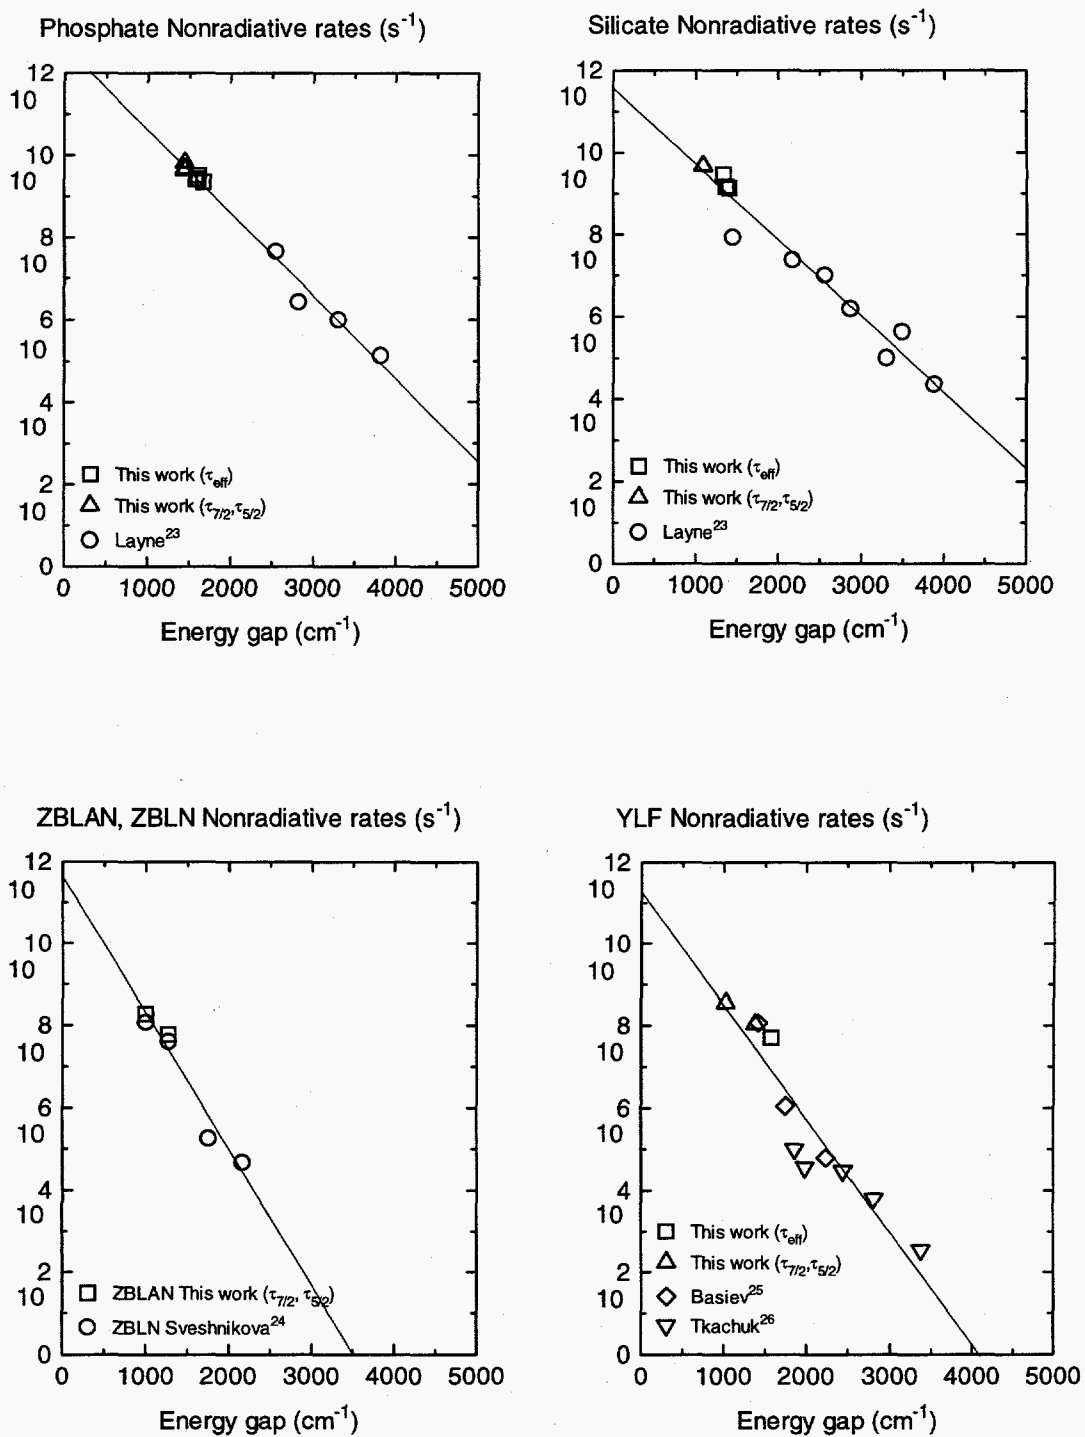 Phosphate Nonradiative rates (s⁻¹)
12
10
10
10
8
10
6
10
4
10
2
10
0
0 1000 2000 3000 4000 5000
Energy gap (cm⁻¹)
This work (τeff)
This work (τ7/2,τ5/2)
Layne²³
Silicate Nonradiative rates (s⁻¹)
12
10
10
10
8
10
6
10
4
10
2
10
0
0 1000 2000 3000 4000 5000
Energy gap (cm⁻¹)
This work (τeff)
This work (τ7/2,τ5/2)
Layne²³
ZBLAN, ZBLN Nonradiative rates (s⁻¹)
12
10
10
10
8
10
6
10
4
10
2
10
0
0 1000 2000 3000 4000 5000
Energy gap (cm⁻¹)
ZBLAN This work (τ7/2, τ5/2)
ZBLN Sveshnikova²⁴
YLF Nonradiative rates (s⁻¹)
12
10
10
10
8
10
6
10
4
10
2
10
0
0 1000 2000 3000 4000 5000
Energy gap (cm⁻¹)
This work (τeff)
This work (τ7/2,τ5/2)
Basiev²⁵
Tkachuk²⁶